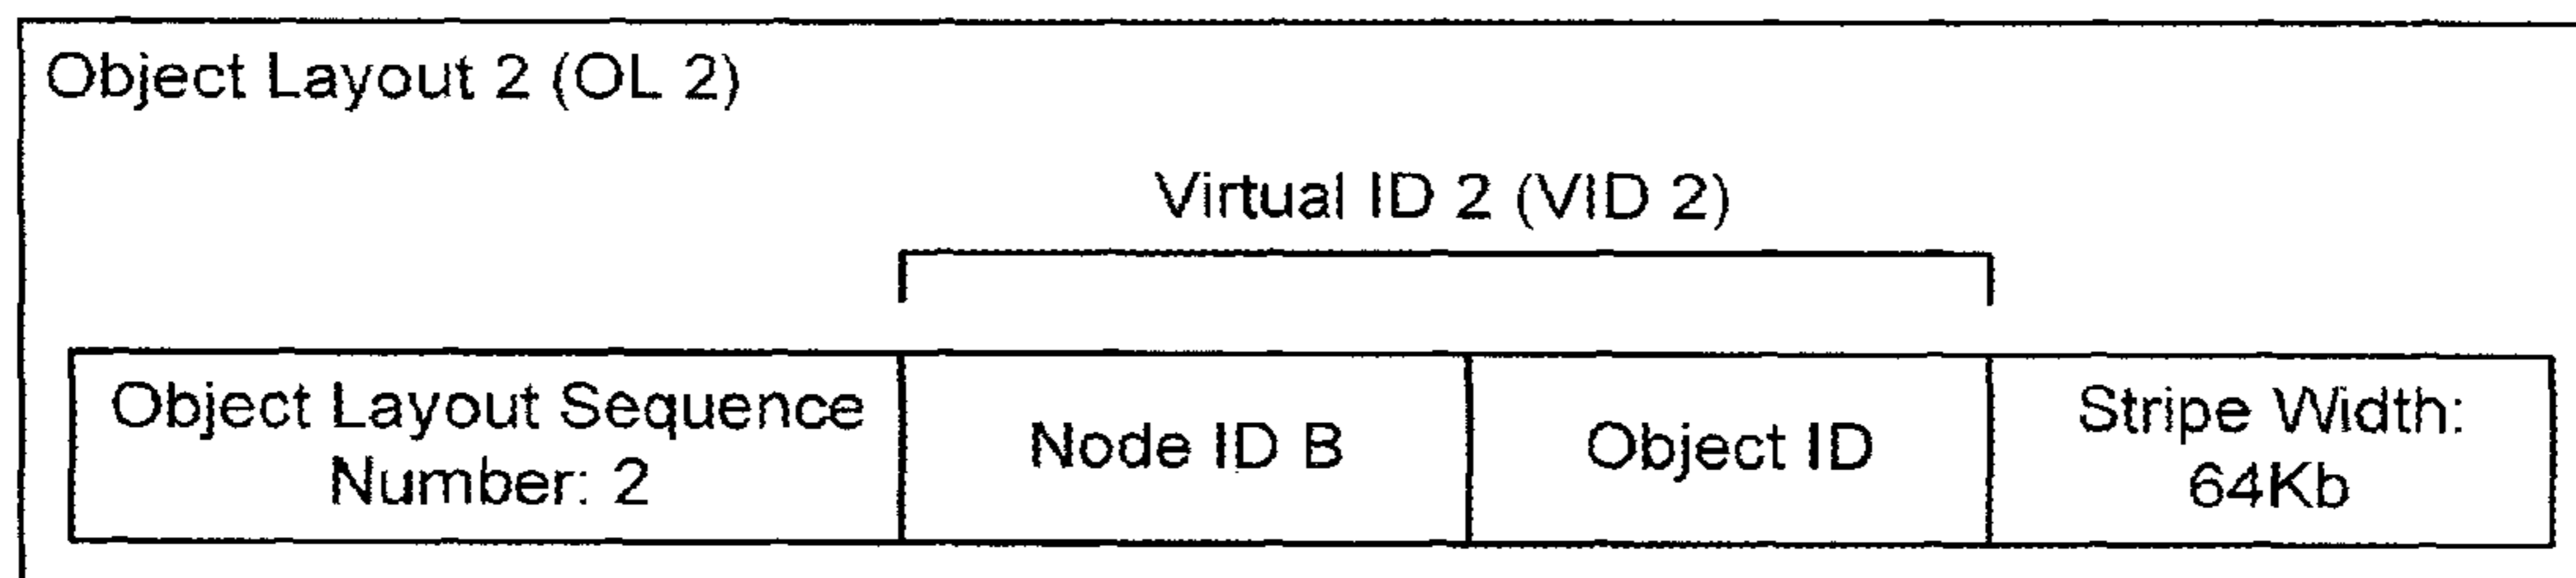 Object Layout 2 (OL 2)
Virtual ID 2 (VID 2)
Object Layout Sequence
Number: 2
Node ID B
Object ID
Stripe Width:
64Kb